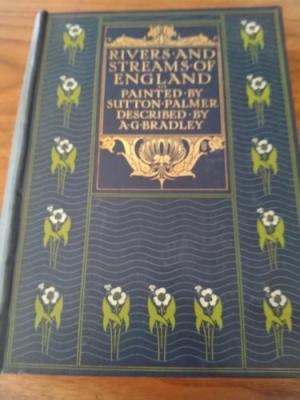 RIVERS·AND
STREAMS·OF
ENGLAND
PAINTED·BY
SUTTON·PALMER
DESCRIBED·BY
A·G·BRADLEY